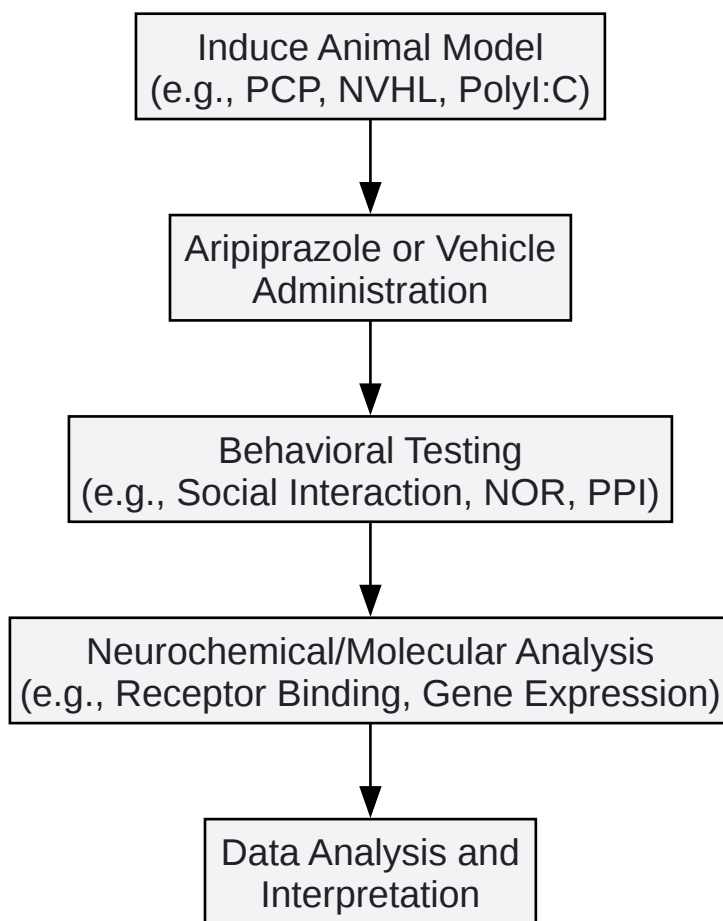 Induce Animal Model
(e.g., PCP, NVHL, PolyI:C)
Aripiprazole or Vehicle
Administration
Behavioral Testing
(e.g., Social Interaction, NOR, PPI)
Neurochemical/Molecular Analysis
(e.g., Receptor Binding, Gene Expression)
Data Analysis and
Interpretation